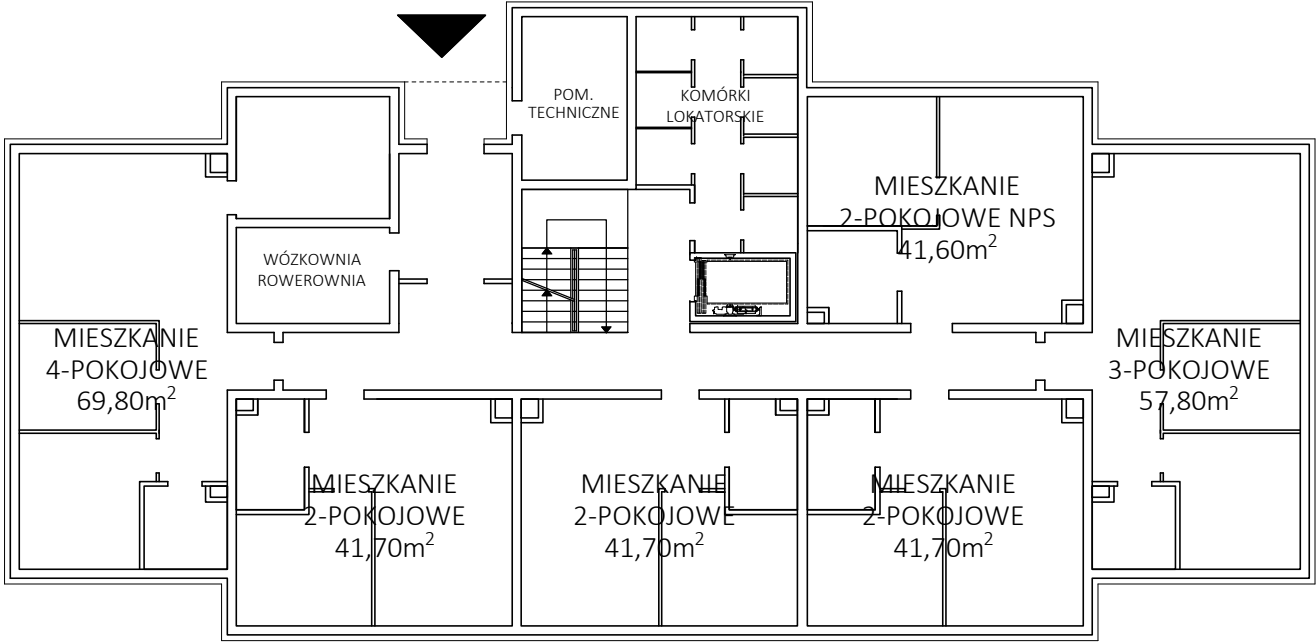 POM.
TECHNICZNE
KOMÓRKI
LOKATORSKIE
MIESZKANIE
2-POKOJOWE NPS
41,60m²
WÓZKOWNIA
ROWEROWNIA
MIESZKANIE
4-POKOJOWE
69,80m²
MIESZKANIE
3-POKOJOWE
57,80m²
MIESZKANIE
2-POKOJOWE
41,70m²
MIESZKANIE
2-POKOJOWE
41,70m²
MIESZKANIE
2-POKOJOWE
41,70m²